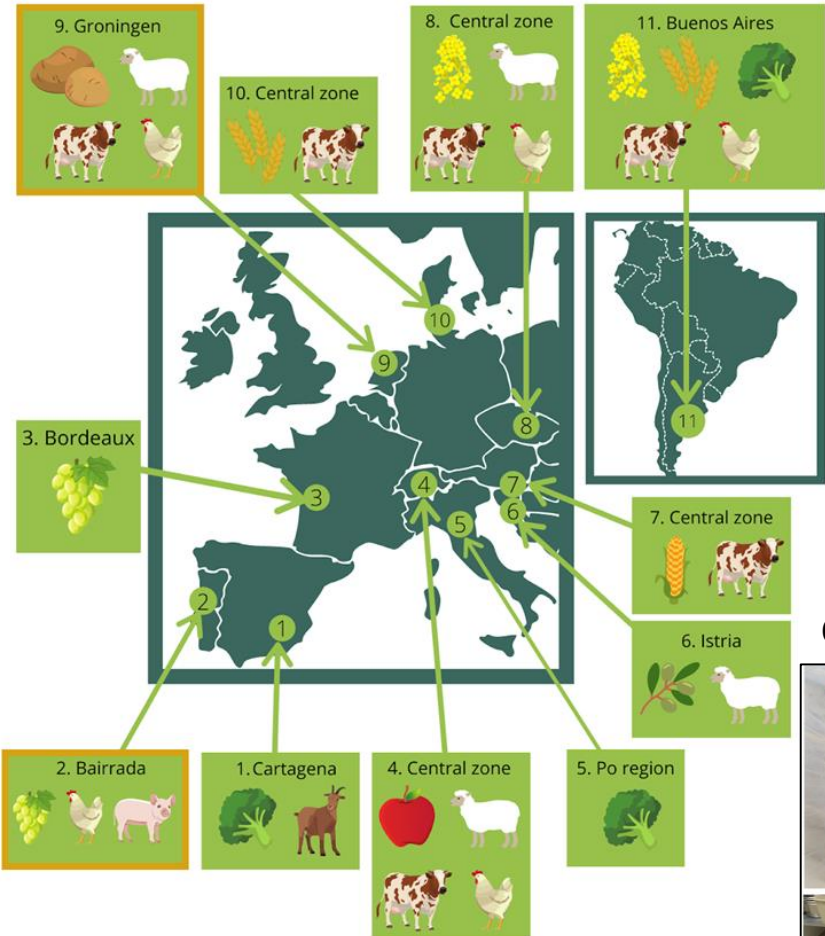 9. Groningen
8. Central zone
11. Buenos Aires
10. Central zone
10
9
8
11
3. Bordeaux
3
4
7
5
6
7. Central zone
2
1
6. Istria
2. Bairrada
1.Cartagena
4. Central zone
5. Po region